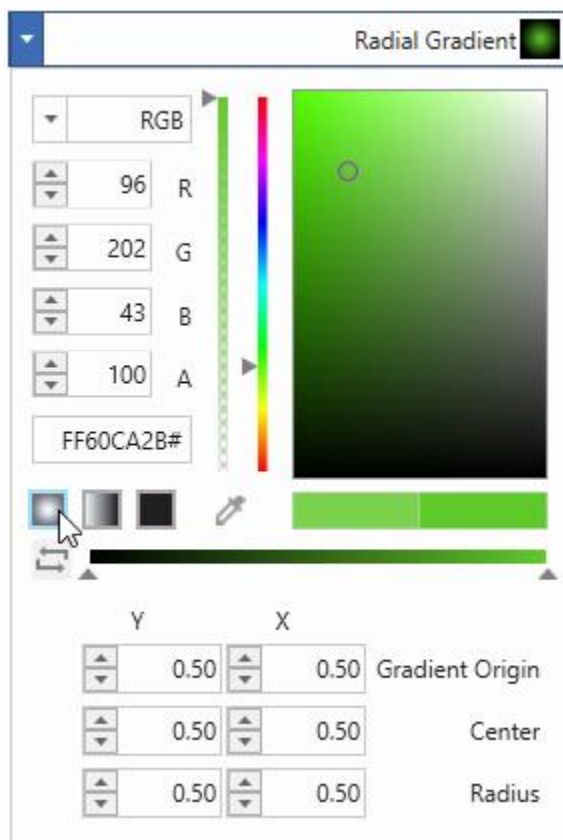 Radial Gradient
RGB
96 R
202 G
43 B
100 A
FF60CA2B#
Y X
0.50 0.50 Gradient Origin
0.50 0.50 Center
0.50 0.50 Radius